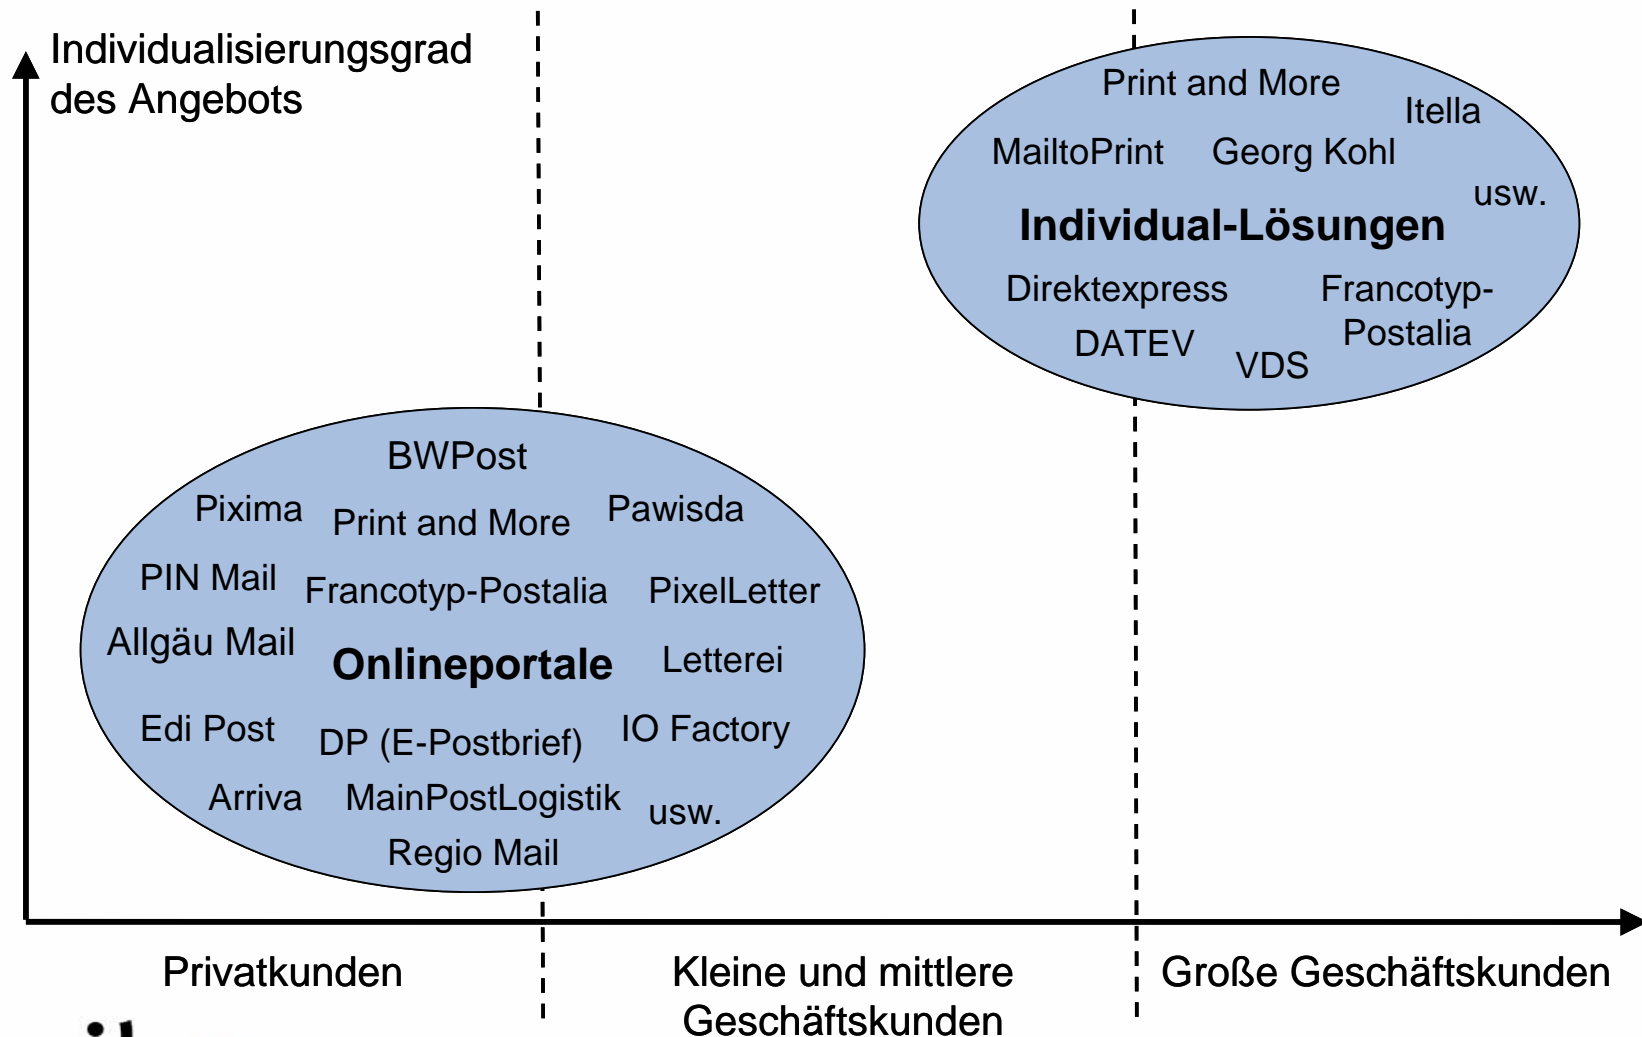 Individualisierungsgrad
des Angebots
Print and More
Itella
MailtoPrint
Georg Kohl
usw.
Individual-Lösungen
Direktexpress
Francotyp-
Postalia
DATEV
VDS
BWPost
Pixima
Print and More
Pawisda
PIN Mail
Francotyp-Postalia
PixelLetter
Allgäu Mail
Onlineportale
Letterei
Edi Post
DP (E-Postbrief)
IO Factory
Arriva
MainPostLogistik
usw.
Regio Mail
Privatkunden
Kleine und mittlere
Geschäftskunden
Große Geschäftskunden